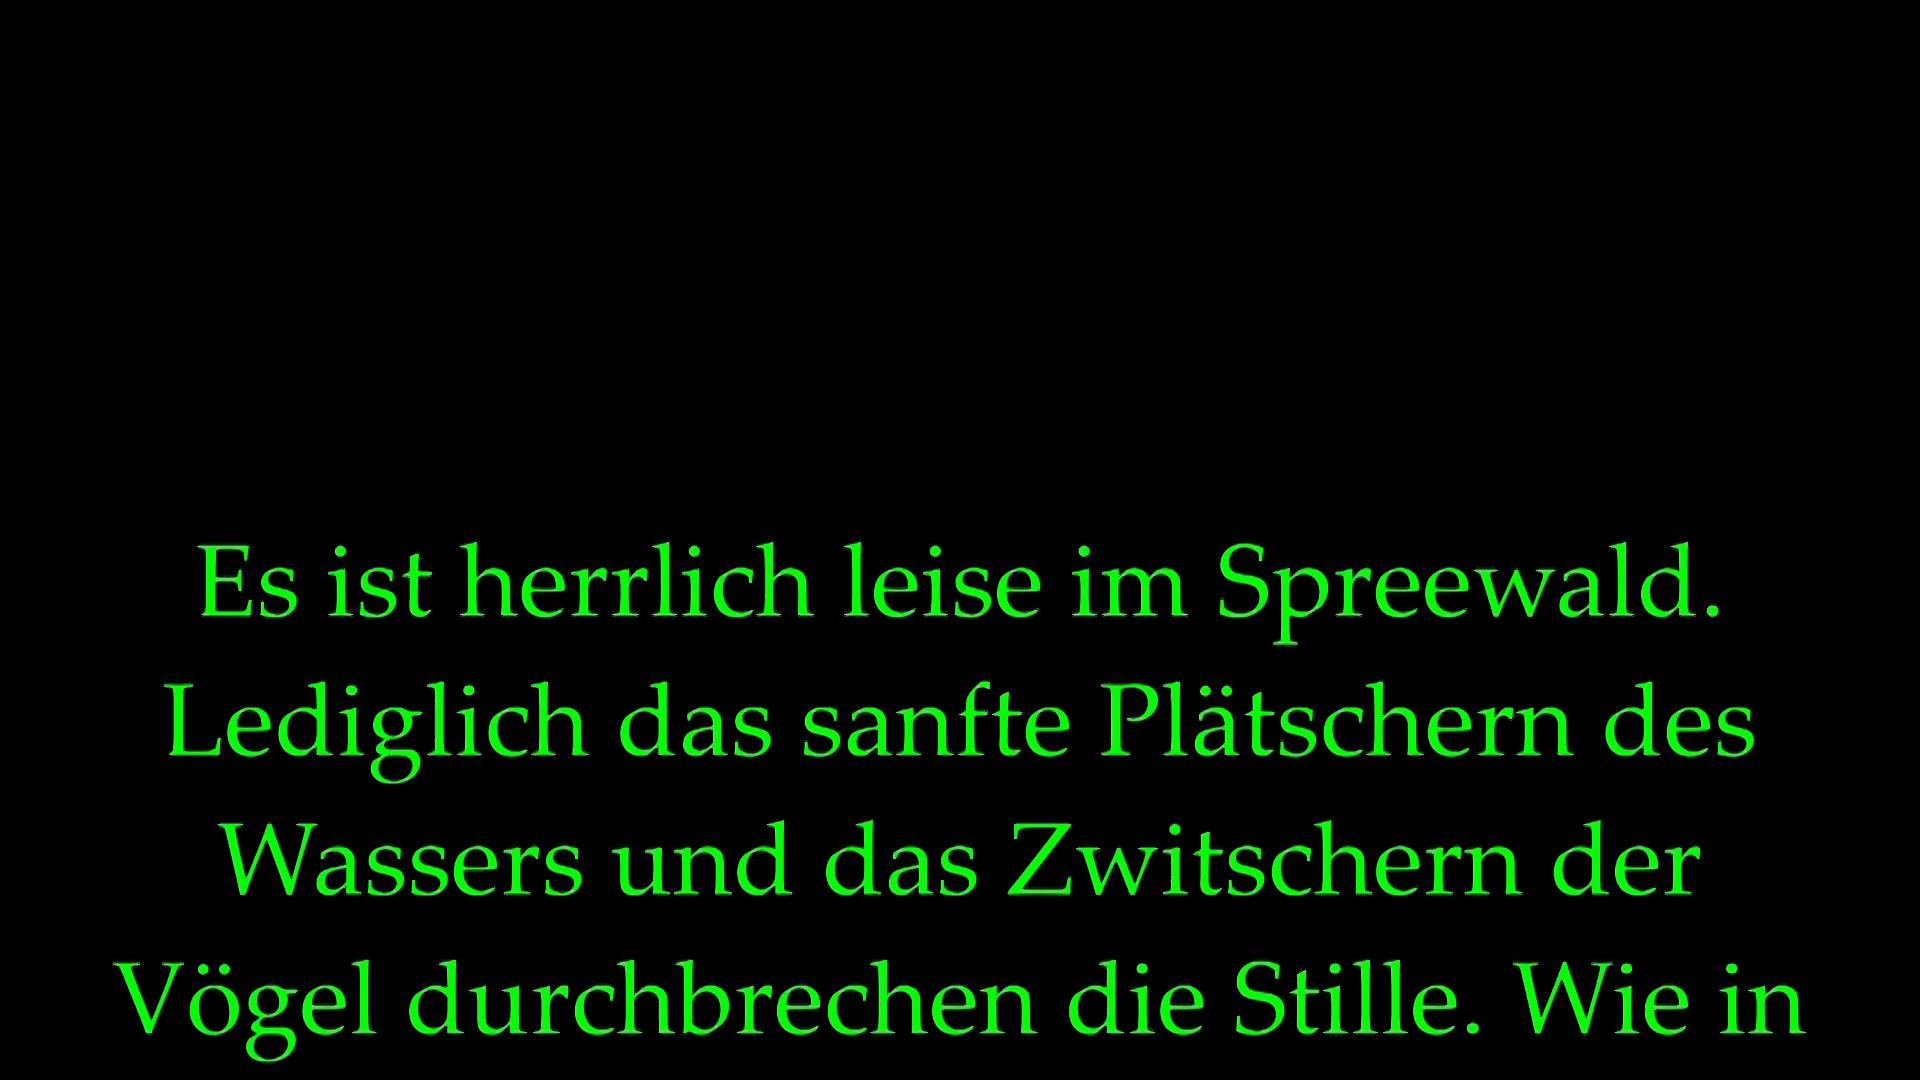 Es ist herrlich leise im Spreewald.
Lediglich das sanfte Plätschern des
Wassers und das Zwitschern der
Vögel durchbrechen die Stille. Wie in